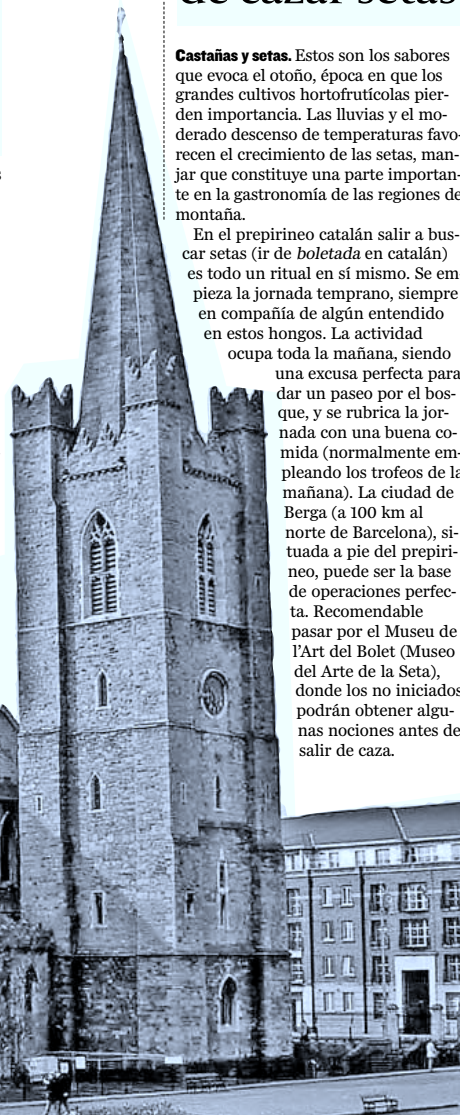 de cazar setas
Castañas y setas. Estos son los sabores
que evoca el otoño, época en que los
grandes cultivos hortofrutícolas pier-
den importancia. Las lluvias y el mo-
derado descenso de temperaturas favo-
recen el crecimiento de las setas, man-
jar que constituye una parte importan-
te en la gastronomía de las regiones de
montaña.
En el prepirineo catalán salir a bus-
car setas (ir de boletada en catalán)
es todo un ritual en sí mismo. Se em-
pieza la jornada temprano, siempre
en compañía de algún entendido
en estos hongos. La actividad
ocupa toda la mañana, siendo
una excusa perfecta para
dar un paseo por el bos-
que, y se rubrica la jor-
nada con una buena co-
mida (normalmente em-
pleando los trofeos de la
mañana). La ciudad de
Berga (a 100 km al
norte de Barcelona), si-
tuada a pie del prepiri-
neo, puede ser la base
de operaciones perfec-
ta. Recomendable
pasar por el Museu de
l'Art del Bolet (Museo
del Arte de la Seta),
donde los no iniciados
podrán obtener algu-
nas nociones antes de
salir de caza.